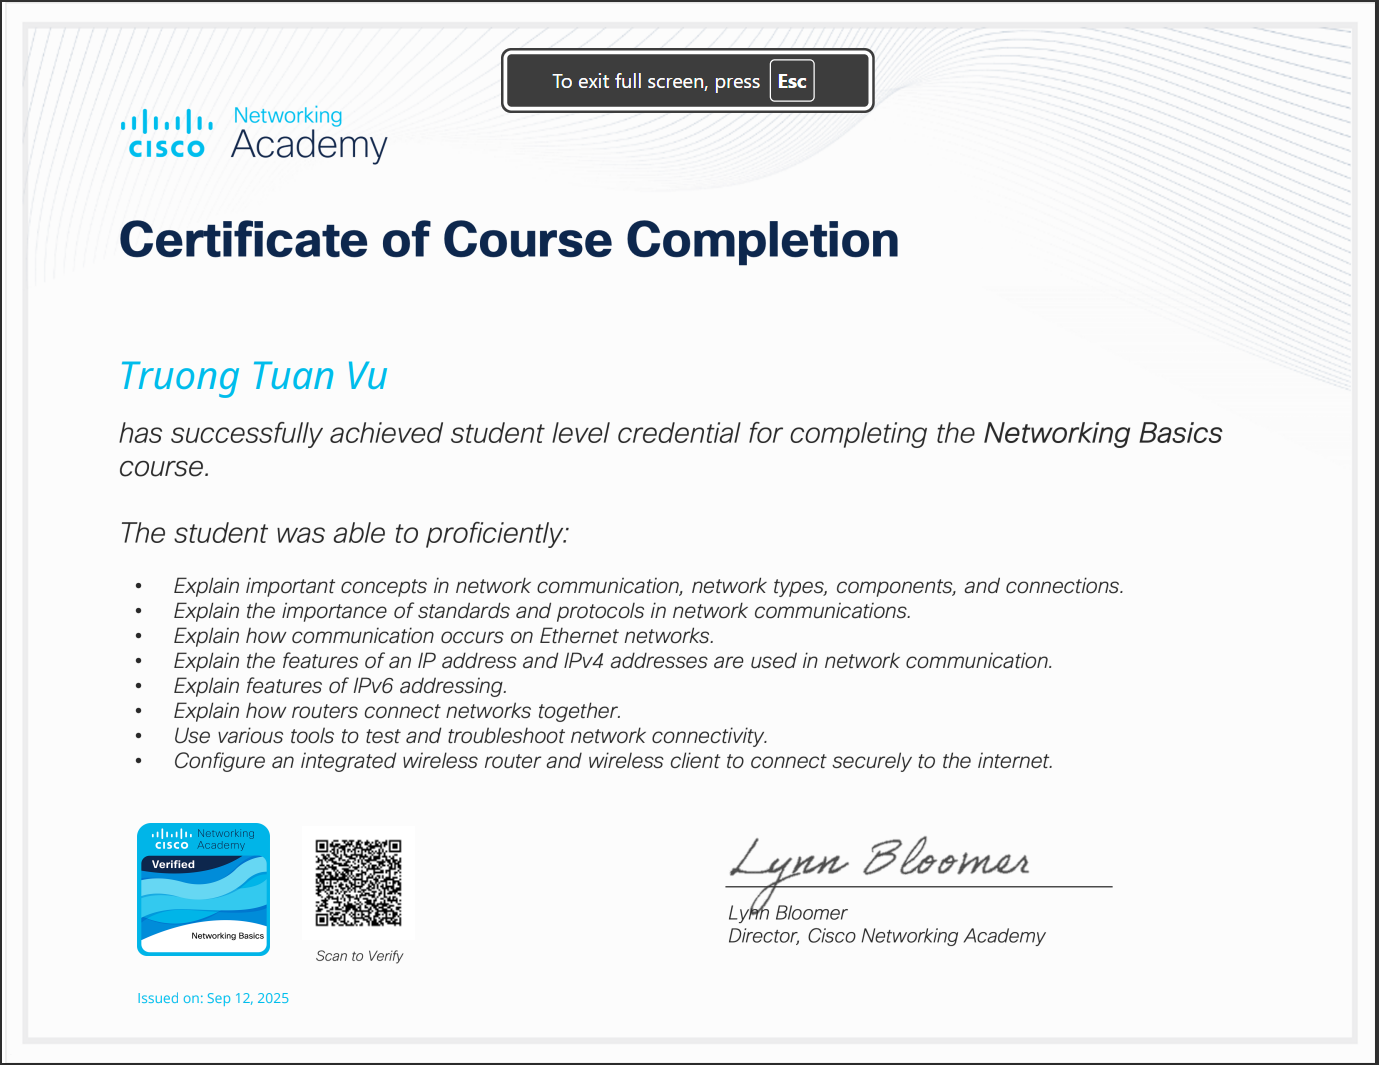 To exit full screen, press Esc
Networking
Academy
CISCO
Certificate of Course Completion
Truong Tuan Vu
has successfully achieved student level credential for completing the Networking Basics
course.
The student was able to proficiently:
• Explain important concepts in network communication, network types, components, and connections.
• Explain the importance of standards and protocols in network communications.
• Explain how communication occurs on Ethernet networks.
• Explain the features of an IP address and IPv4 addresses are used in network communication.
• Explain features of IPv6 addressing.
• Explain how routers connect networks together.
• Use various tools to test and troubleshoot network connectivity.
• Configure an integrated wireless router and wireless client to connect securely to the internet.
CISCO
Networking
Academy
Verified
Networking Basics
Scan to Verify
Lynn Bloomer
Lynn Bloomer
Director, Cisco Networking Academy
Issued on: Sep 12, 2025